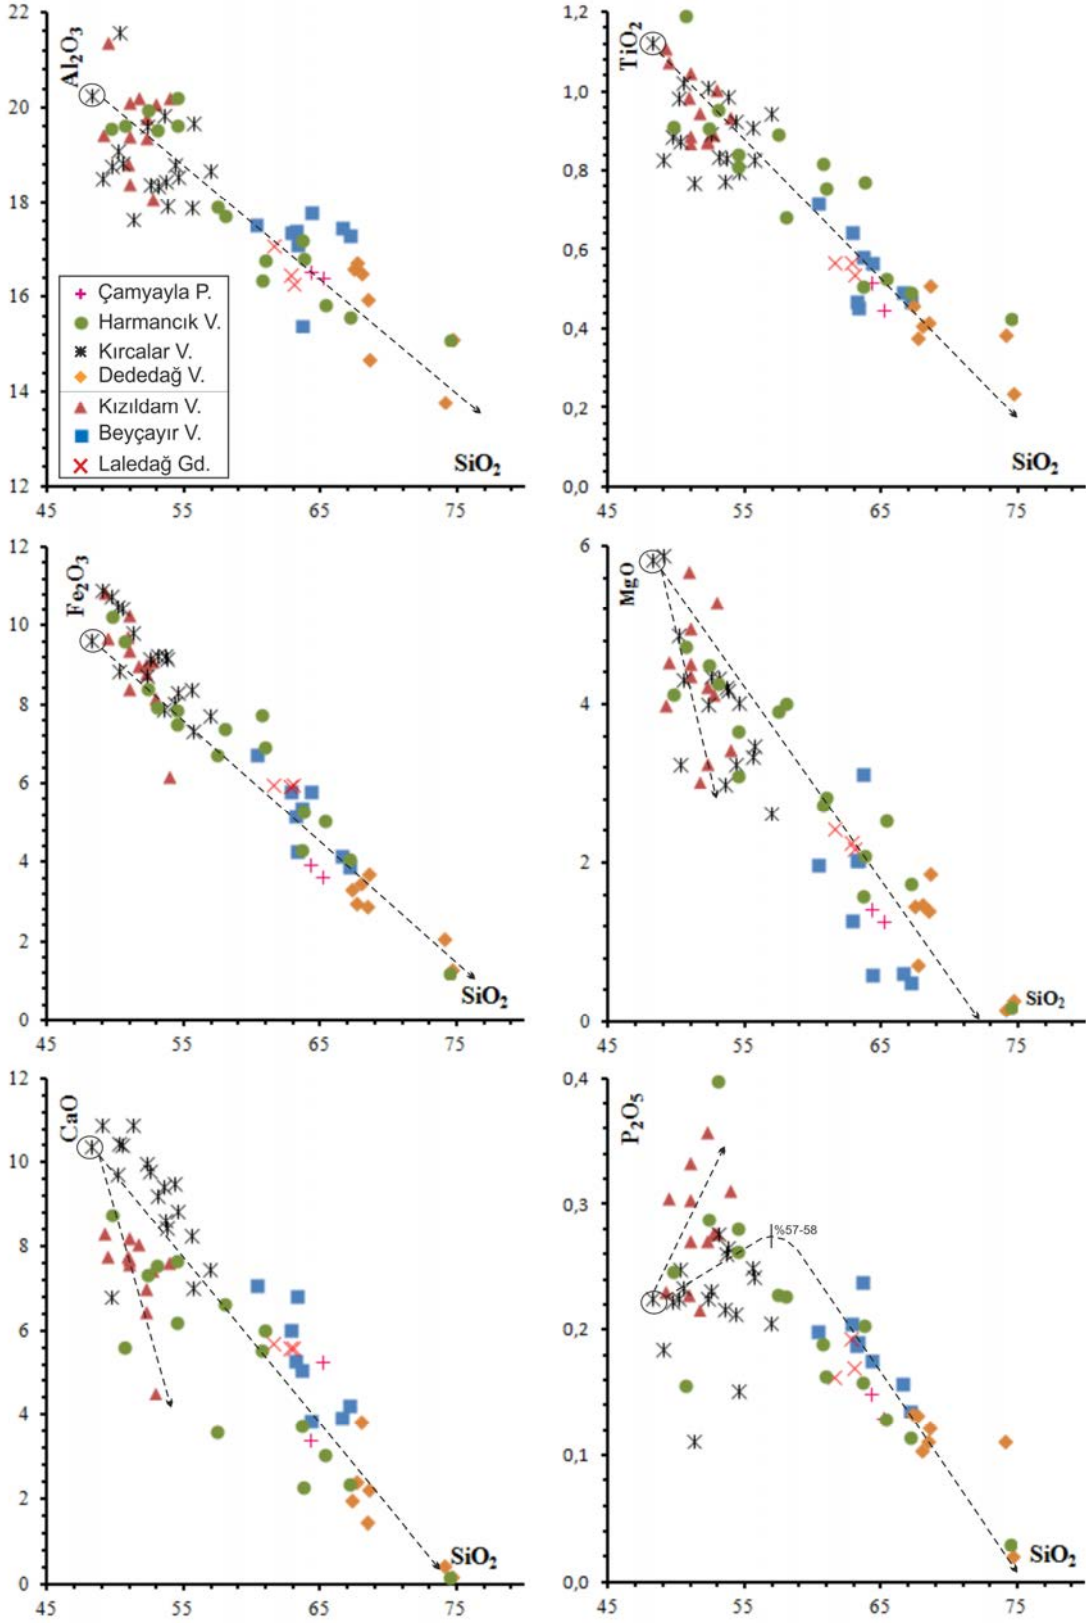 22
20
18
16
14
12
Al₂O₃
Çamyayla P.
Harmancık V.
Kırcalar V.
Dededağ V.
Kızıldam V.
Beyçayır V.
Laledağ Gd.
SiO₂
45 55 65 75
1,2
1,0
0,8
0,6
0,4
0,2
0,0
TiO₂
SiO₂
45 55 65 75
12
10
8
6
4
2
0
Fe₂O₃
SiO₂
45 55 65 75
6
4
2
0
MgO
SiO₂
45 55 65 75
12
10
8
6
4
2
0
CaO
SiO₂
45 55 65 75
0,4
0,3
0,2
0,1
0,0
P₂O₅
%57-58
SiO₂
45 55 65 75